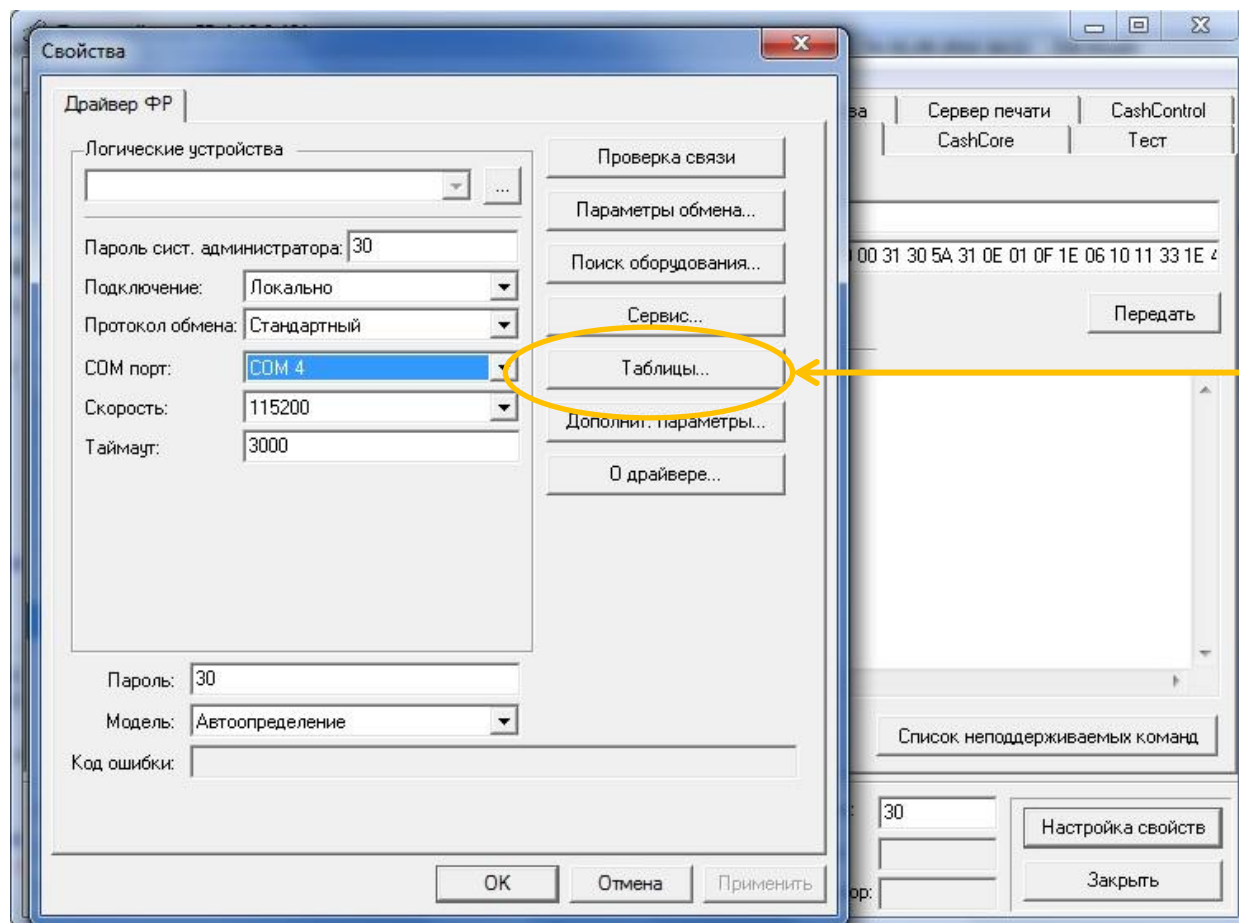 Свойства
Драйвер ФР
Логические устройства
...
Пароль сист. администратора: 30
Подключение: Локально
Протокол обмена: Стандартный
COM порт: COM 4
Скорость: 115200
Таймаут: 3000
Проверка связи
Параметры обмена...
Поиск оборудования...
Сервис...
Таблицы...
Дополнит. параметры...
О драйвере...
Пароль: 30
Модель: Автоопределение
Код ошибки:
OK Отмена Применить
ва Сервер печати CashControl
CashCore Тест
00 31 30 5A 31 0E 01 0F 1E 06 10 11 33 1E
Передать
Список неподдерживаемых команд
30
Настройка свойств
Закрыть
ор: